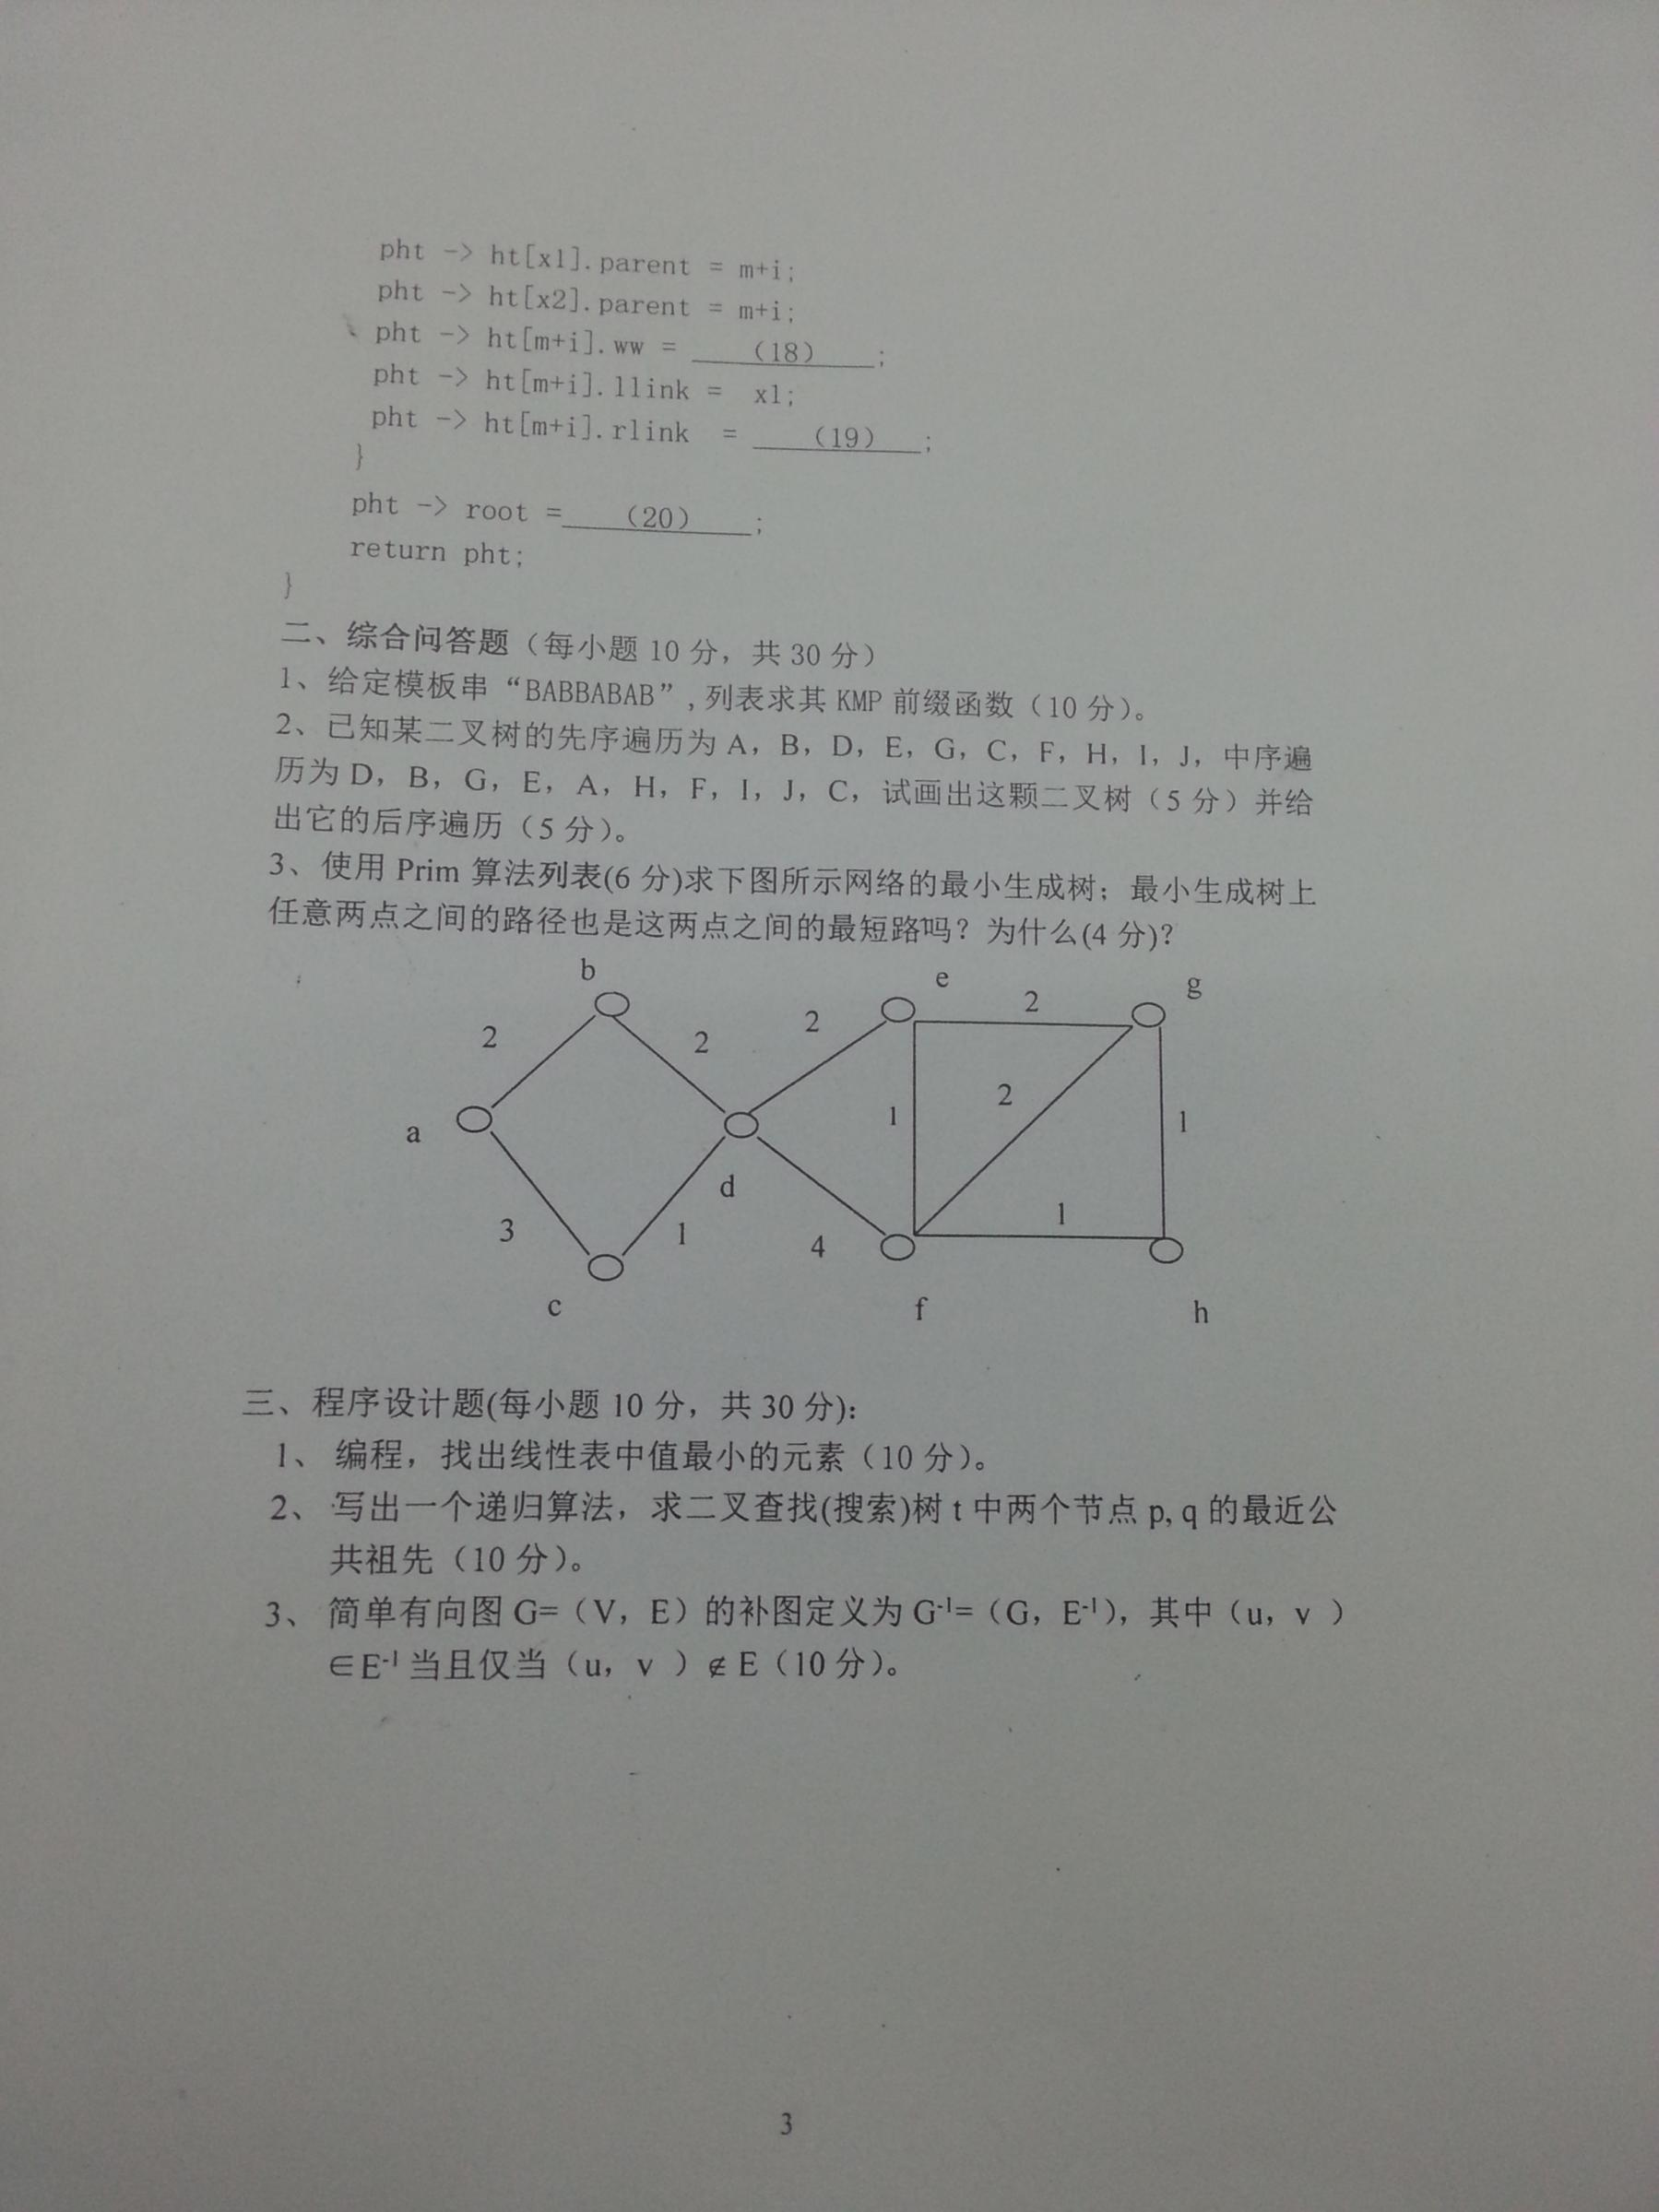 pht -> ht[x1].parent = m+i;
pht -> ht[x2].parent = m+i;
pht -> ht[m+i].ww = (18) ;
pht -> ht[m+i].llink = x1;
pht -> ht[m+i].rlink = (19) ;
}
pht -> root = (20) ;
return pht;
}
二、综合问答题（每小题 10 分，共 30 分）
1、给定模板串“BABBABAB”,列表求其 KMP 前缀函数（10 分）。
2、已知某二叉树的先序遍历为 A，B，D，E，G，C，F，H，I，J，中序遍
历为 D，B，G，E，A，H，F，I，J，C，试画出这颗二叉树（5 分）并给
出它的后序遍历（5 分）。
3、使用 Prim 算法列表(6 分)求下图所示网络的最小生成树；最小生成树上
任意两点之间的路径也是这两点之间的最短路吗？为什么(4 分)?
b e g
2 2 2 2
a 1 2 1
d
3 1 4 1
c f h
三、程序设计题(每小题 10 分，共 30 分)：
1、 编程，找出线性表中值最小的元素（10 分）。
2、 写出一个递归算法，求二叉查找(搜索)树 t 中两个节点 p, q 的最近公
共祖先（10 分）。
3、 简单有向图 G=（V，E）的补图定义为 G⁻¹=（G，E⁻¹），其中（u，v ）
∈E⁻¹ 当且仅当（u，v ）∉E（10 分）。
3